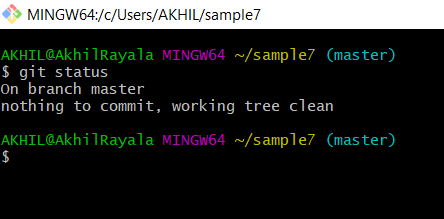 MINGW64:/c/Users/AKHIL/sample7
AKHIL@AkhilRayala MINGW64 ~/sample7 (master)
$ git status
On branch master
nothing to commit, working tree clean
AKHIL@AkhilRayala MINGW64 ~/sample7 (master)
$